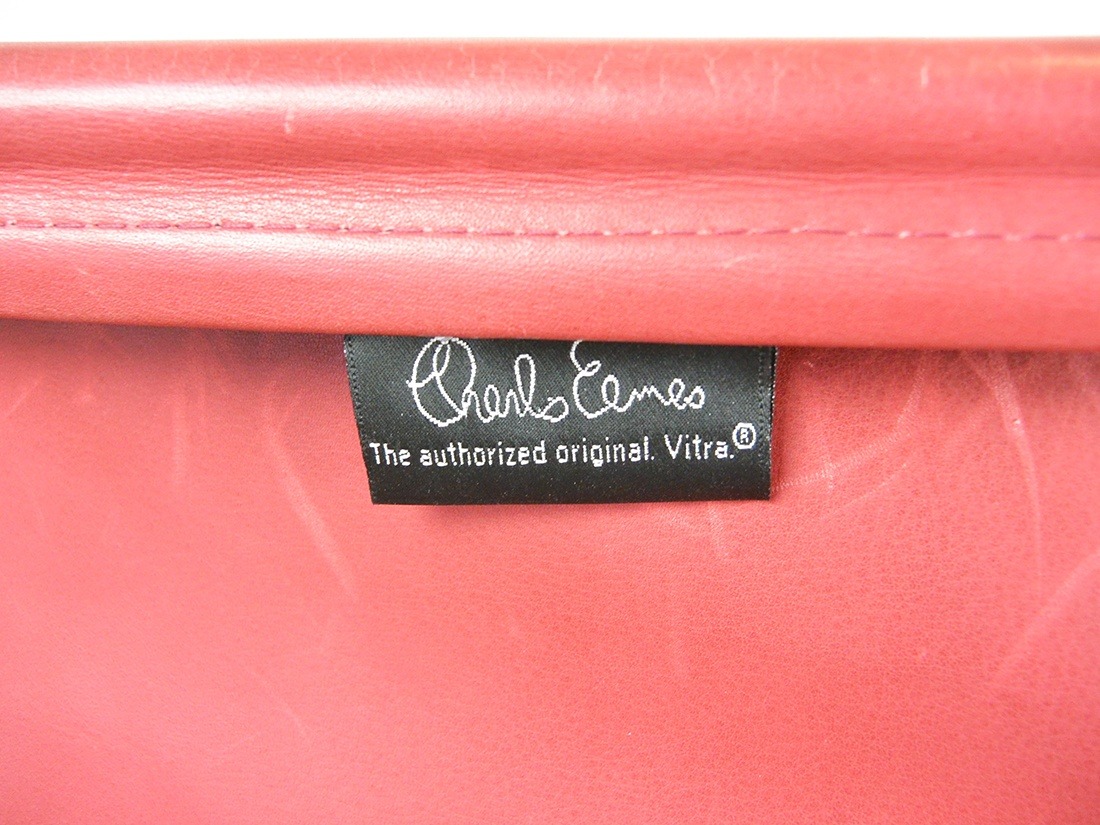 Charles Eames
The authorized original. Vitra.®